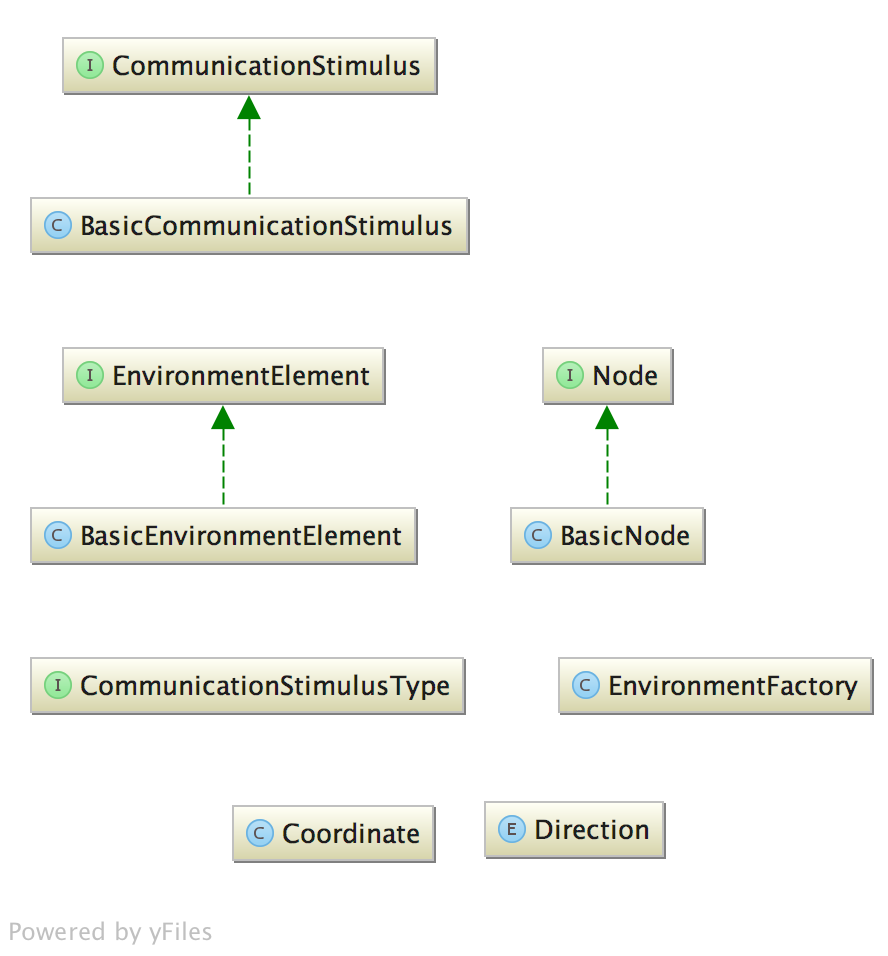 I CommunicationStimulus
C BasicCommunicationStimulus
I EnvironmentElement
I Node
C BasicEnvironmentElement
C BasicNode
I CommunicationStimulusType
C EnvironmentFactory
C Coordinate
E Direction
Powered by yFiles